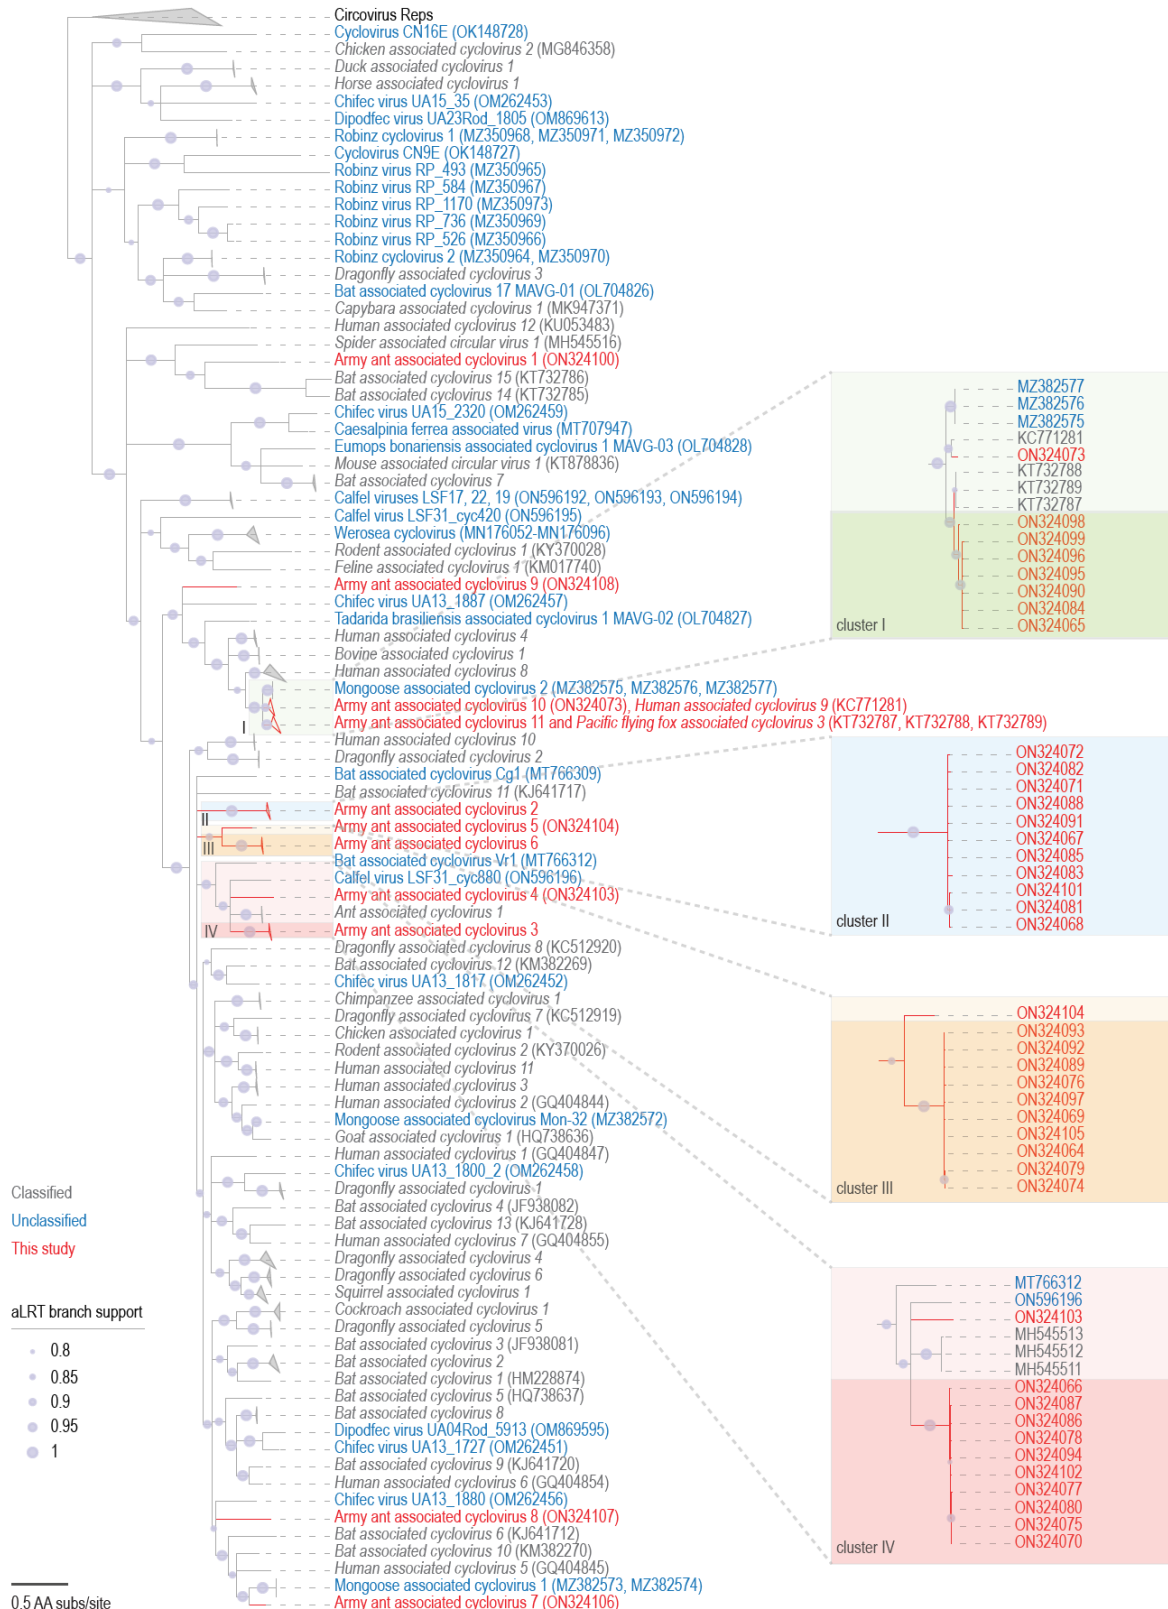 Circovirus Reps
Cyclovirus CN16E (OK148728)
Chicken associated cyclovirus 2 (MG846358)
Duck associated cyclovirus 1
Horse associated cyclovirus 1
Chifec virus UA15_35 (OM262453)
Dipodfec virus UA23Rod_1805 (OM869613)
Robinz cyclovirus 1 (MZ350968, MZ350971, MZ350972)
Cyclovirus CN9E (OK148727)
Robinz virus RP_493 (MZ350965)
Robinz virus RP_584 (MZ350967)
Robinz virus RP_1170 (MZ350973)
Robinz virus RP_736 (MZ350969)
Robinz virus RP_526 (MZ350966)
Robinz cyclovirus 2 (MZ350964, MZ350970)
Dragonfly associated cyclovirus 3
Bat associated cyclovirus 17 MAVG-01 (OL704826)
Capybara associated cyclovirus 1 (MK947371)
Human associated cyclovirus 12 (KU053483)
Spider associated circular virus 1 (MH545516)
Army ant associated cyclovirus 1 (ON324100)
Bat associated cyclovirus 15 (KT732786)
Bat associated cyclovirus 14 (KT732785)
Chifec virus UA15_2320 (OM262459)
Caesalpinia ferrea associated virus (MT707947)
Eumops bonariensis associated cyclovirus 1 MAVG-03 (OL704828)
Mouse associated circular virus 1 (KT878836)
Bat associated cyclovirus 7
Calfel viruses LSF17, 22, 19 (ON596192, ON596193, ON596194)
Calfel virus LSF31_cyc420 (ON596195)
Werosea cyclovirus (MN176052-MN176096)
Rodent associated cyclovirus 1 (KY370028)
Feline associated cyclovirus 1 (KM017740)
Army ant associated cyclovirus 9 (ON324108)
Chifec virus UA13_1887 (OM262457)
Tadarida brasiliensis associated cyclovirus 1 MAVG-02 (OL704827)
Human associated cyclovirus 4
Bovine associated cyclovirus 1
Human associated cyclovirus 8
Mongoose associated cyclovirus 2 (MZ382575, MZ382576, MZ382577)
Army ant associated cyclovirus 10 (ON324073), Human associated cyclovirus 9 (KC771281)
I Army ant associated cyclovirus 11 and Pacific flying fox associated cyclovirus 3 (KT732787, KT732788, KT732789)
Human associated cyclovirus 10
Dragonfly associated cyclovirus 2
Bat associated cyclovirus Cg1 (MT766309)
Bat associated cyclovirus 11 (KJ641717)
II Army ant associated cyclovirus 2
Army ant associated cyclovirus 5 (ON324104)
III Army ant associated cyclovirus 6
Bat associated cyclovirus Vr1 (MT766312)
Calfel virus LSF31_cyc880 (ON596196)
Army ant associated cyclovirus 4 (ON324103)
Ant associated cyclovirus 1
IV Army ant associated cyclovirus 3
Dragonfly associated cyclovirus 8 (KC512920)
Bat associated cyclovirus 12 (KM382269)
Chifec virus UA13_1817 (OM262452)
Chimpanzee associated cyclovirus 1
Dragonfly associated cyclovirus 7 (KC512919)
Chicken associated cyclovirus 1
Rodent associated cyclovirus 2 (KY370026)
Human associated cyclovirus 11
Human associated cyclovirus 3
Human associated cyclovirus 2 (GQ404844)
Mongoose associated cyclovirus Mon-32 (MZ382572)
Goat associated cyclovirus 1 (HQ738636)
Human associated cyclovirus 1 (GQ404847)
Chifec virus UA13_1800_2 (OM262458)
Dragonfly associated cyclovirus 1
Bat associated cyclovirus 4 (JF938082)
Bat associated cyclovirus 13 (KJ641728)
Human associated cyclovirus 7 (GQ404855)
Dragonfly associated cyclovirus 4
Dragonfly associated cyclovirus 6
Squirrel associated cyclovirus 1
Cockroach associated cyclovirus 1
Dragonfly associated cyclovirus 5
Bat associated cyclovirus 3 (JF938081)
Bat associated cyclovirus 2
Bat associated cyclovirus 1 (HM228874)
Bat associated cyclovirus 5 (HQ738637)
Bat associated cyclovirus 8
Dipodfec virus UA04Rod_5913 (OM869595)
Chifec virus UA13_1727 (OM262451)
Bat associated cyclovirus 9 (KJ641720)
Human associated cyclovirus 6 (GQ404854)
Chifec virus UA13_1880 (OM262456)
Army ant associated cyclovirus 8 (ON324107)
Bat associated cyclovirus 6 (KJ641712)
Bat associated cyclovirus 10 (KM382270)
Human associated cyclovirus 5 (GQ404845)
Mongoose associated cyclovirus 1 (MZ382573, MZ382574)
Army ant associated cyclovirus 7 (ON324106)
Classified
Unclassified
This study
aLRT branch support
0.8
0.85
0.9
0.95
1
0.5 AA subs/site
MZ382577
MZ382576
MZ382575
KC771281
ON324073
KT732788
KT732789
KT732787
ON324098
ON324099
ON324096
ON324095
ON324090
ON324084
ON324065
cluster I
ON324072
ON324082
ON324071
ON324088
ON324091
ON324067
ON324085
ON324083
ON324101
ON324081
ON324068
cluster II
ON324104
ON324093
ON324092
ON324089
ON324076
ON324097
ON324069
ON324105
ON324064
ON324079
ON324074
cluster III
MT766312
ON596196
ON324103
MH545513
MH545512
MH545511
ON324066
ON324087
ON324086
ON324078
ON324094
ON324102
ON324077
ON324080
ON324075
ON324070
cluster IV